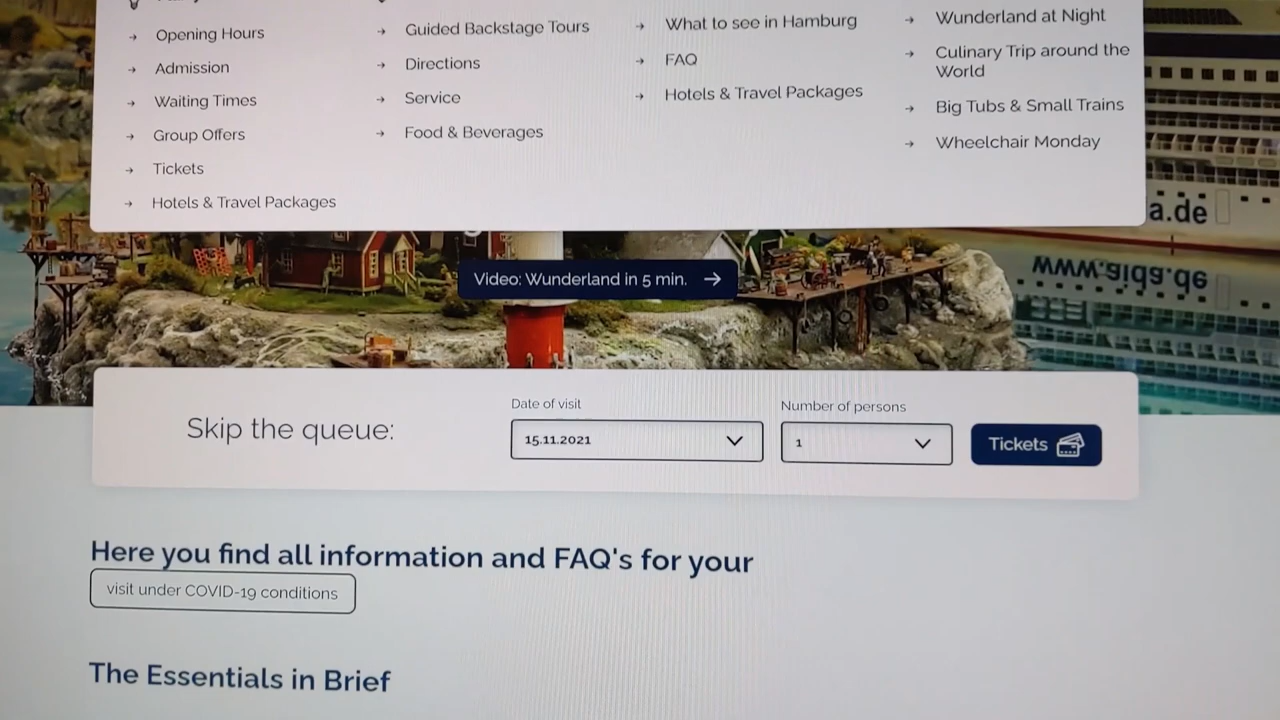 Opening Hours
Admission
Waiting Times
Group Offers
Tickets
Hotels & Travel Packages
Guided Backstage Tours
Directions
Service
Food & Beverages
What to see in Hamburg
FAQ
Hotels & Travel Packages
Wunderland at Night
Culinary Trip around the
World
Big Tubs & Small Trains
Wheelchair Monday
a.de
www.aida.de
Video: Wunderland in 5 min.
Skip the queue:
Date of visit
15.11.2021
Number of persons
1
Tickets
Here you find all information and FAQ's for your
visit under COVID-19 conditions
The Essentials in Brief